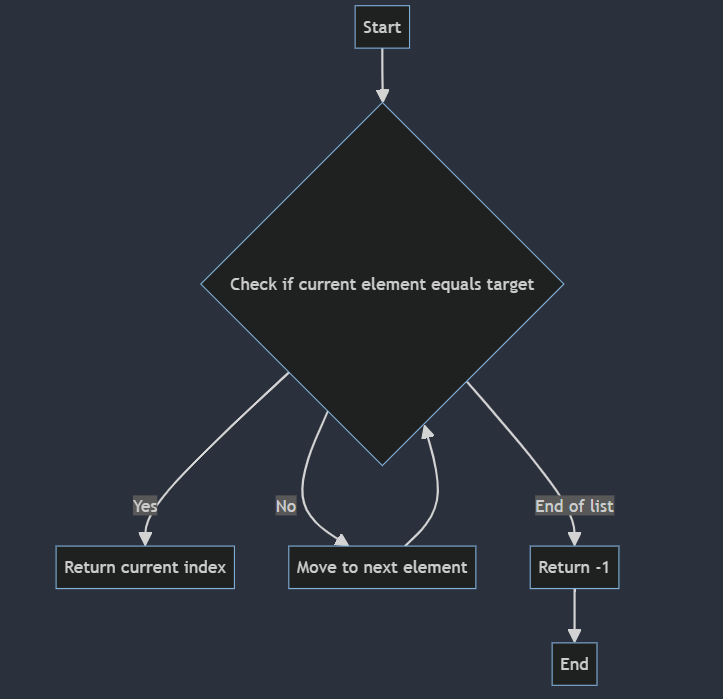 Start
Check if current element equals target
Yes
No
End of list
Return current index
Move to next element
Return -1
End